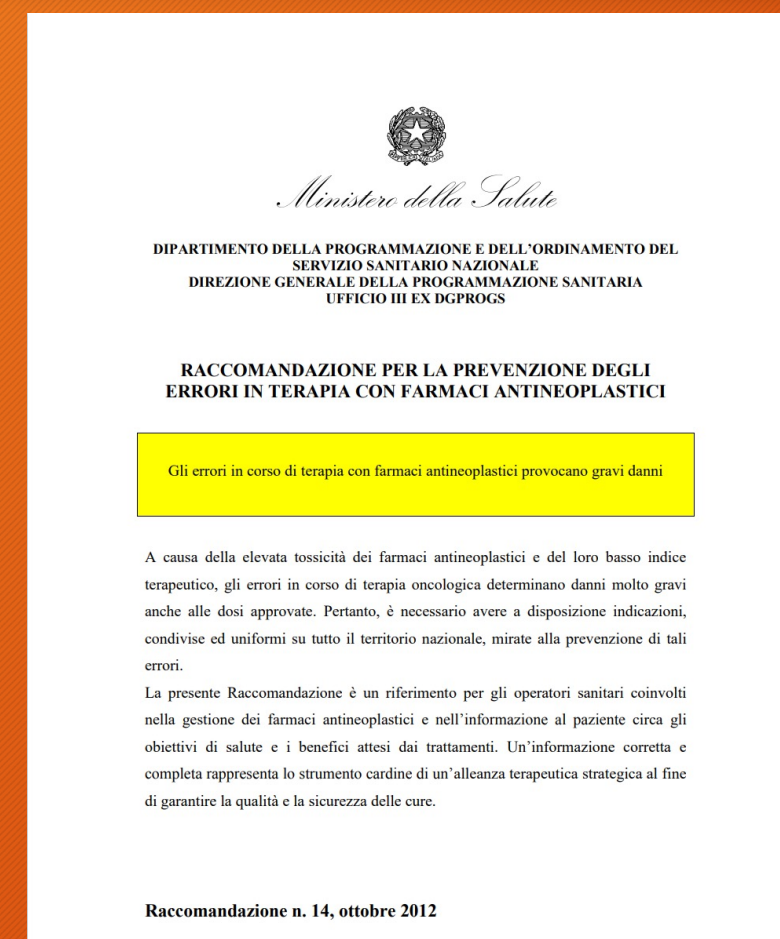 Ministero della Salute
DIPARTIMENTO DELLA PROGRAMMAZIONE E DELL'ORDINAMENTO DEL
SERVIZIO SANITARIO NAZIONALE
DIREZIONE GENERALE DELLA PROGRAMMAZIONE SANITARIA
UFFICIO III EX DGPROGS
RACCOMANDAZIONE PER LA PREVENZIONE DEGLI
ERRORI IN TERAPIA CON FARMACI ANTINEOPLASTICI
Gli errori in corso di terapia con farmaci antineoplastici provocano gravi danni
A causa della elevata tossicità dei farmaci antineoplastici e del loro basso indice
terapeutico, gli errori in corso di terapia oncologica determinano danni molto gravi
anche alle dosi approvate. Pertanto, è necessario avere a disposizione indicazioni,
condivise ed uniformi su tutto il territorio nazionale, mirate alla prevenzione di tali
errori.
La presente Raccomandazione è un riferimento per gli operatori sanitari coinvolti
nella gestione dei farmaci antineoplastici e nell'informazione al paziente circa gli
obiettivi di salute e i benefici attesi dai trattamenti. Un'informazione corretta e
completa rappresenta lo strumento cardine di un'alleanza terapeutica strategica al fine
di garantire la qualità e la sicurezza delle cure.
Raccomandazione n. 14, ottobre 2012